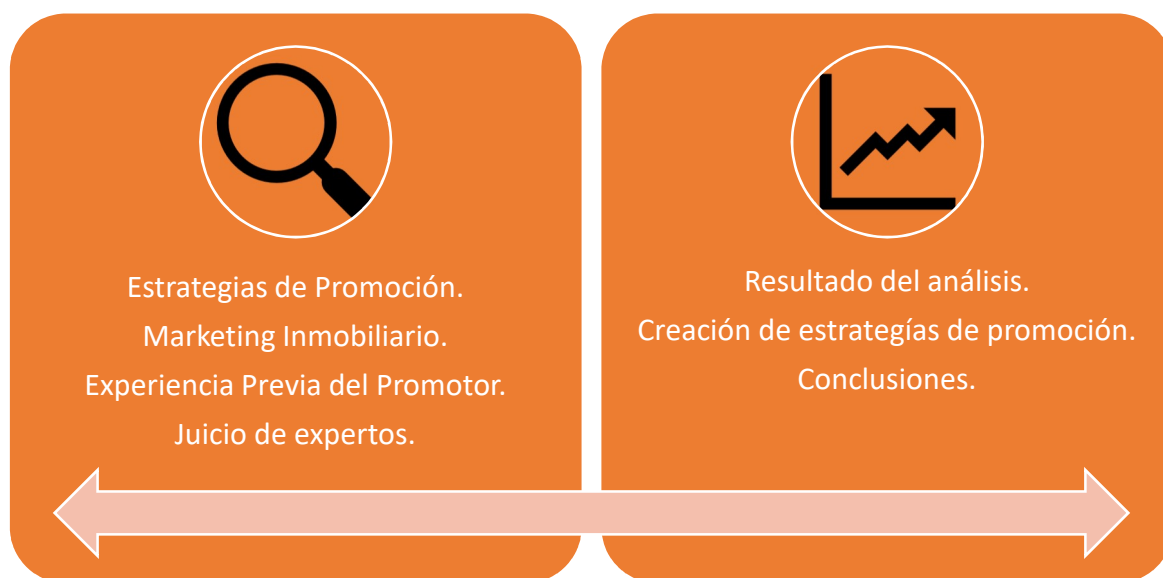 Estrategias de Promoción.
Marketing Inmobiliario.
Experiencia Previa del Promotor.
Juicio de expertos.
Resultado del análisis.
Creación de estrategías de promoción.
Conclusiones.